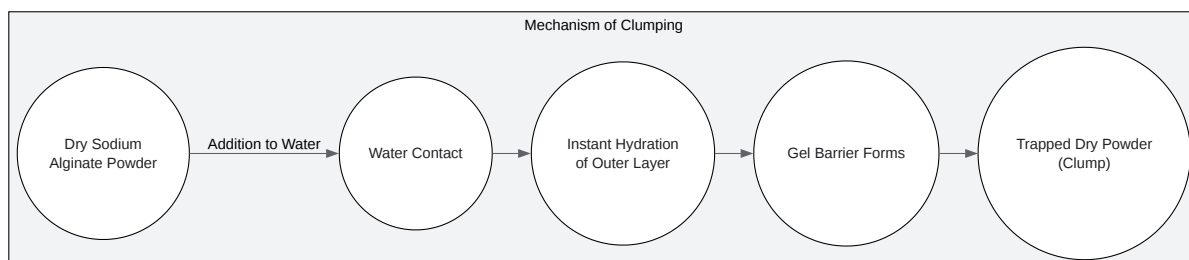 Mechanism of Clumping
Dry Sodium
Alginate Powder
Addition to Water
Water Contact
Instant Hydration
of Outer Layer
Gel Barrier Forms
Trapped Dry Powder
(Clump)